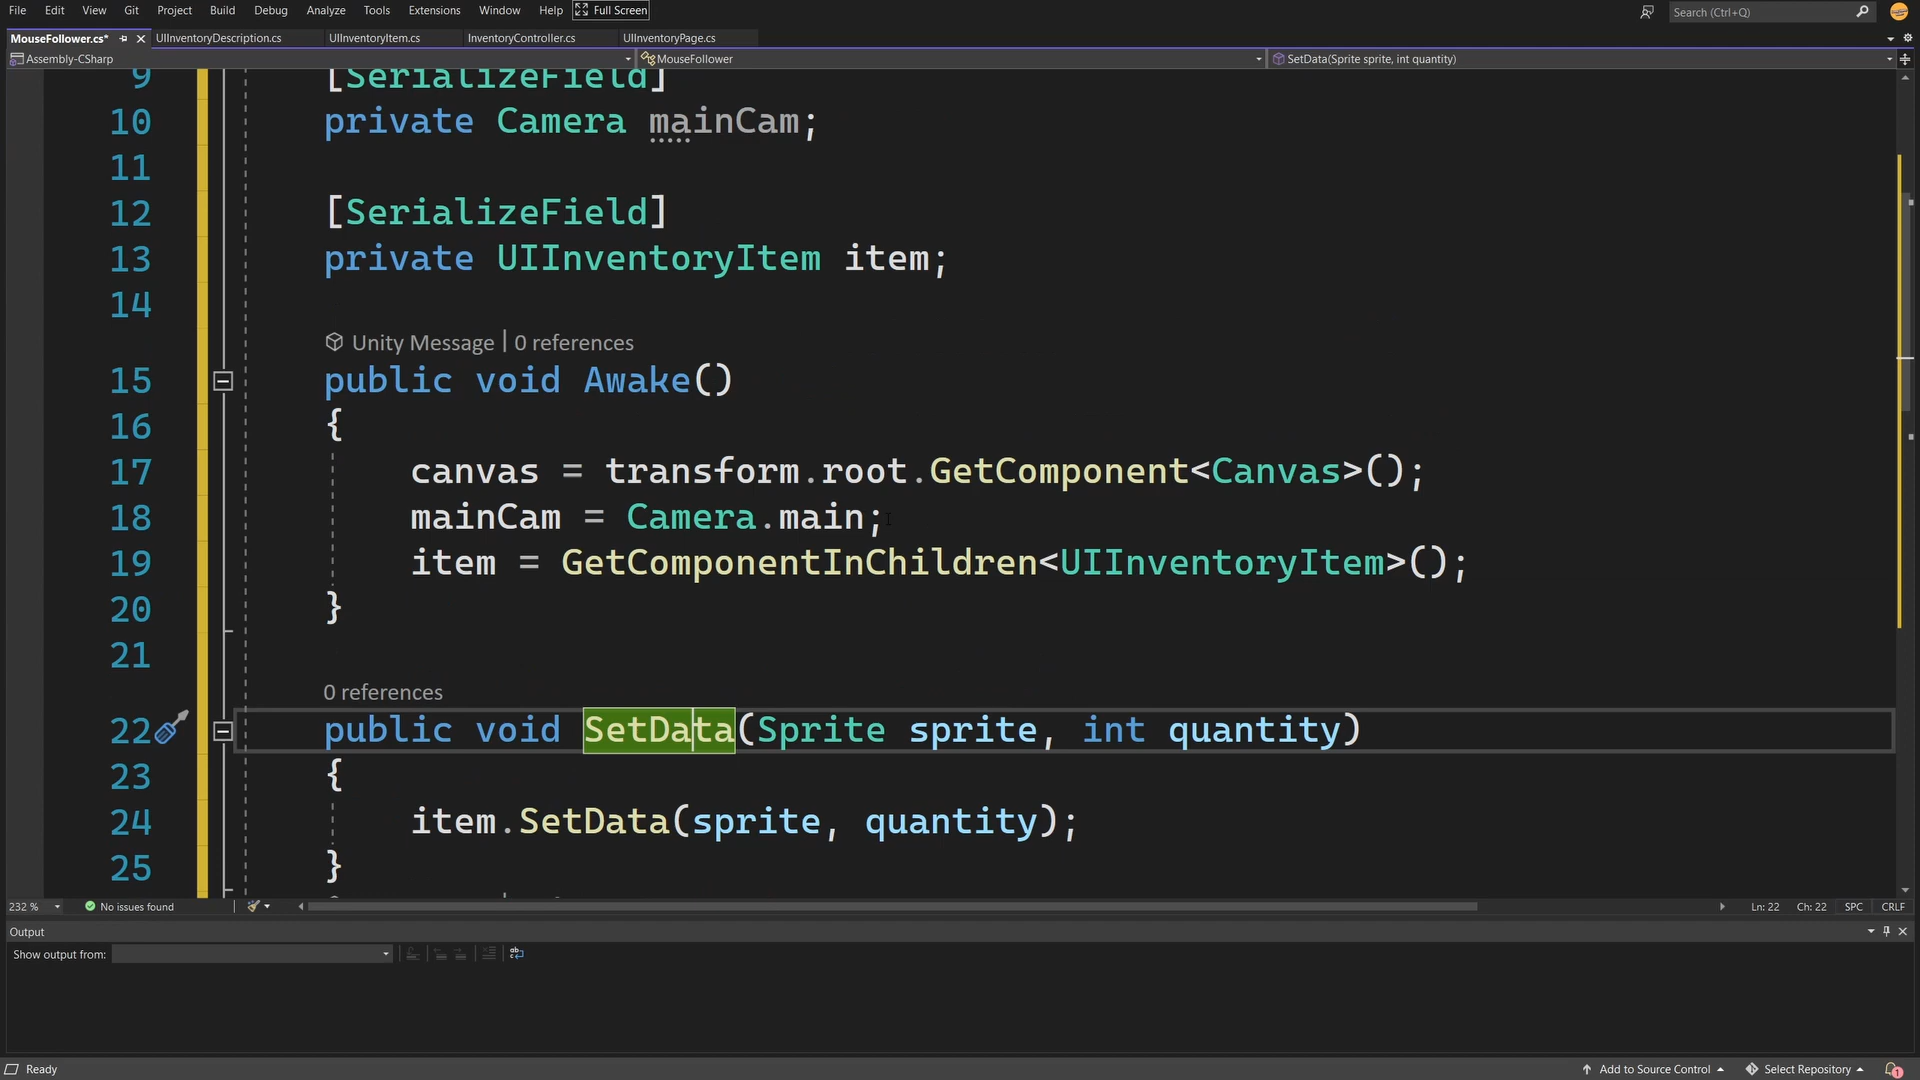 File Edit View Git Project Build Debug Analyze Tools Extensions Window Help Full Screen Search (Ctrl+Q)
MouseFollower.cs* UIInventoryDescription.cs UIInventoryItem.cs InventoryController.cs UIInventoryPage.cs
Assembly-CSharp MouseFollower SetData(Sprite sprite, int quantity)
9 [SerializeField]
10 private Camera mainCam;
11
12 [SerializeField]
13 private UIInventoryItem item;
14
Unity Message | 0 references
15 public void Awake()
16 {
17 canvas = transform.root.GetComponent<Canvas>();
18 mainCam = Camera.main;
19 item = GetComponentInChildren<UIInventoryItem>();
20 }
21
0 references
22 public void SetData(Sprite sprite, int quantity)
23 {
24 item.SetData(sprite, quantity);
25 }
232 % No issues found Ln: 22 Ch: 22 SPC CRLF
Output
Show output from:
Ready Add to Source Control Select Repository 1